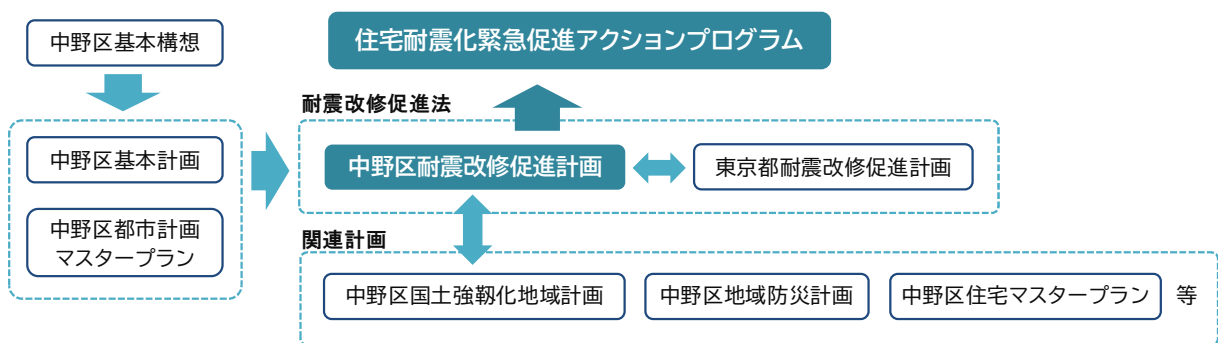 中野区基本構想
住宅耐震化緊急促進アクションプログラム
耐震改修促進法
中野区基本計画
中野区耐震改修促進計画
東京都耐震改修促進計画
中野区都市計画
マスタープラン
関連計画
中野区国土強靱化地域計画
中野区地域防災計画
中野区住宅マスタープラン
等